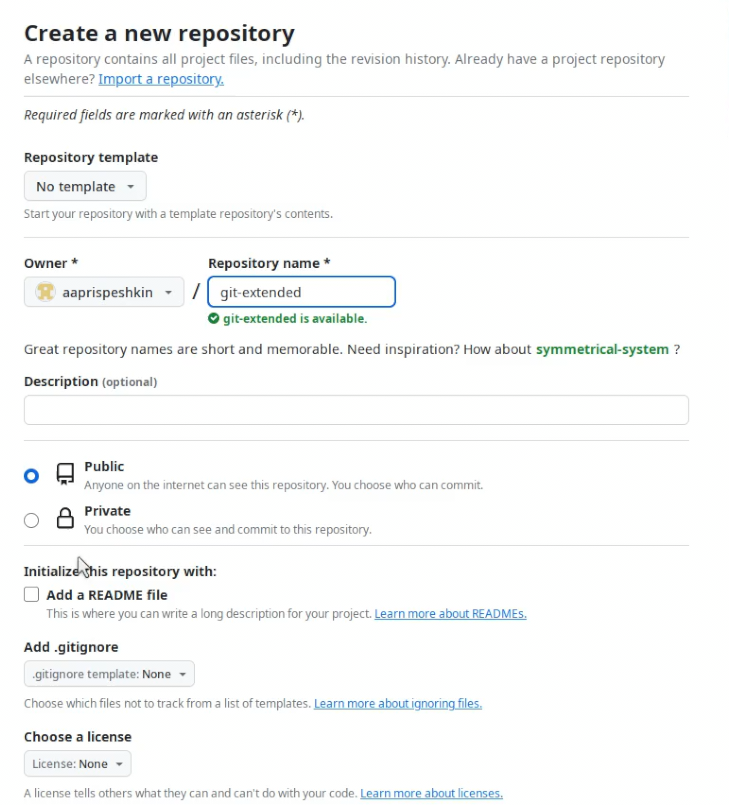 Create a new repository
A repository contains all project files, including the revision history. Already have a project repository
elsewhere? Import a repository.
Required fields are marked with an asterisk (*).
Repository template
No template
Start your repository with a template repository's contents.
Owner *
Repository name *
aaprispeshkin
/
git-extended
git-extended is available.
Great repository names are short and memorable. Need inspiration? How about symmetrical-system ?
Description (optional)
Public
Anyone on the internet can see this repository. You choose who can commit.
Private
You choose who can see and commit to this repository.
Initialize this repository with:
Add a README file
This is where you can write a long description for your project. Learn more about READMEs.
Add .gitignore
.gitignore template: None
Choose which files not to track from a list of templates. Learn more about ignoring files.
Choose a license
License: None
A license tells others what they can and can't do with your code. Learn more about licenses.